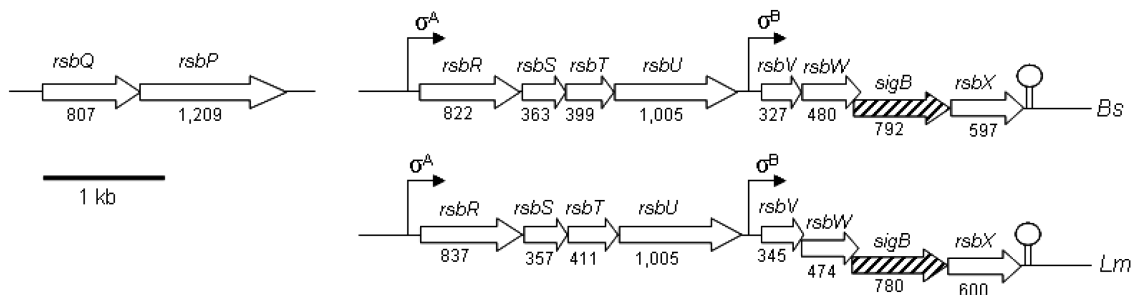 σA σB
rsbQ rsbP rsbR rsbS rsbT rsbU rsbV rsbW sigB rsbX
807 1,209 822 363 399 1,005 327 480 792 597 Bs
1 kb
σA σB
rsbR rsbS rsbT rsbU rsbV rsbW sigB rsbX
837 357 411 1,005 345 474 780 600 Lm